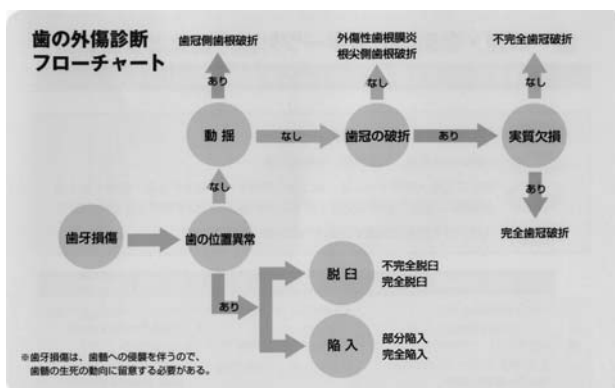 歯の外傷診断
フローチャート
歯冠側歯根破折
外傷性歯根膜炎
根尖側歯根破折
不完全歯冠破折
あり
なし
なし
動揺
なし
歯冠の破折
あり
実質欠損
なし
あり
完全歯冠破折
歯牙損傷
歯の位置異常
あり
脱臼
不完全脱臼
完全脱臼
陥入
部分陥入
完全陥入
※歯牙損傷は、歯髄への侵襲を伴うので、
歯髄の生死の動向に留意する必要がある。